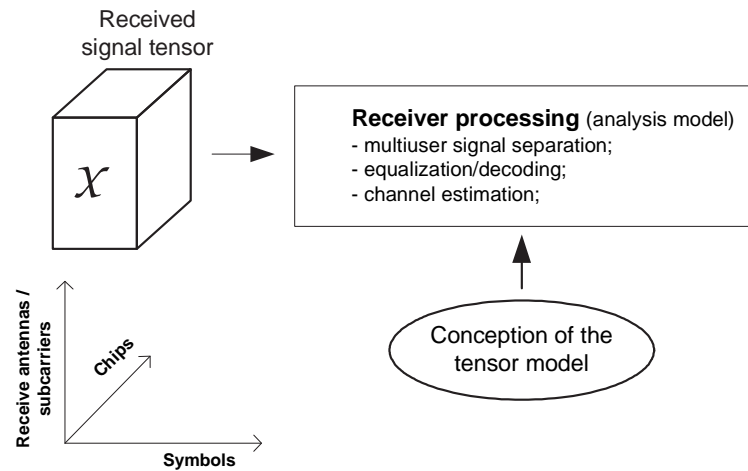 Received
signal tensor
X
Receiver processing (analysis model)
- multiuser signal separation;
- equalization/decoding;
- channel estimation;
Conception of the
tensor model
Receive antennas /
subcarriers
Chips
Symbols